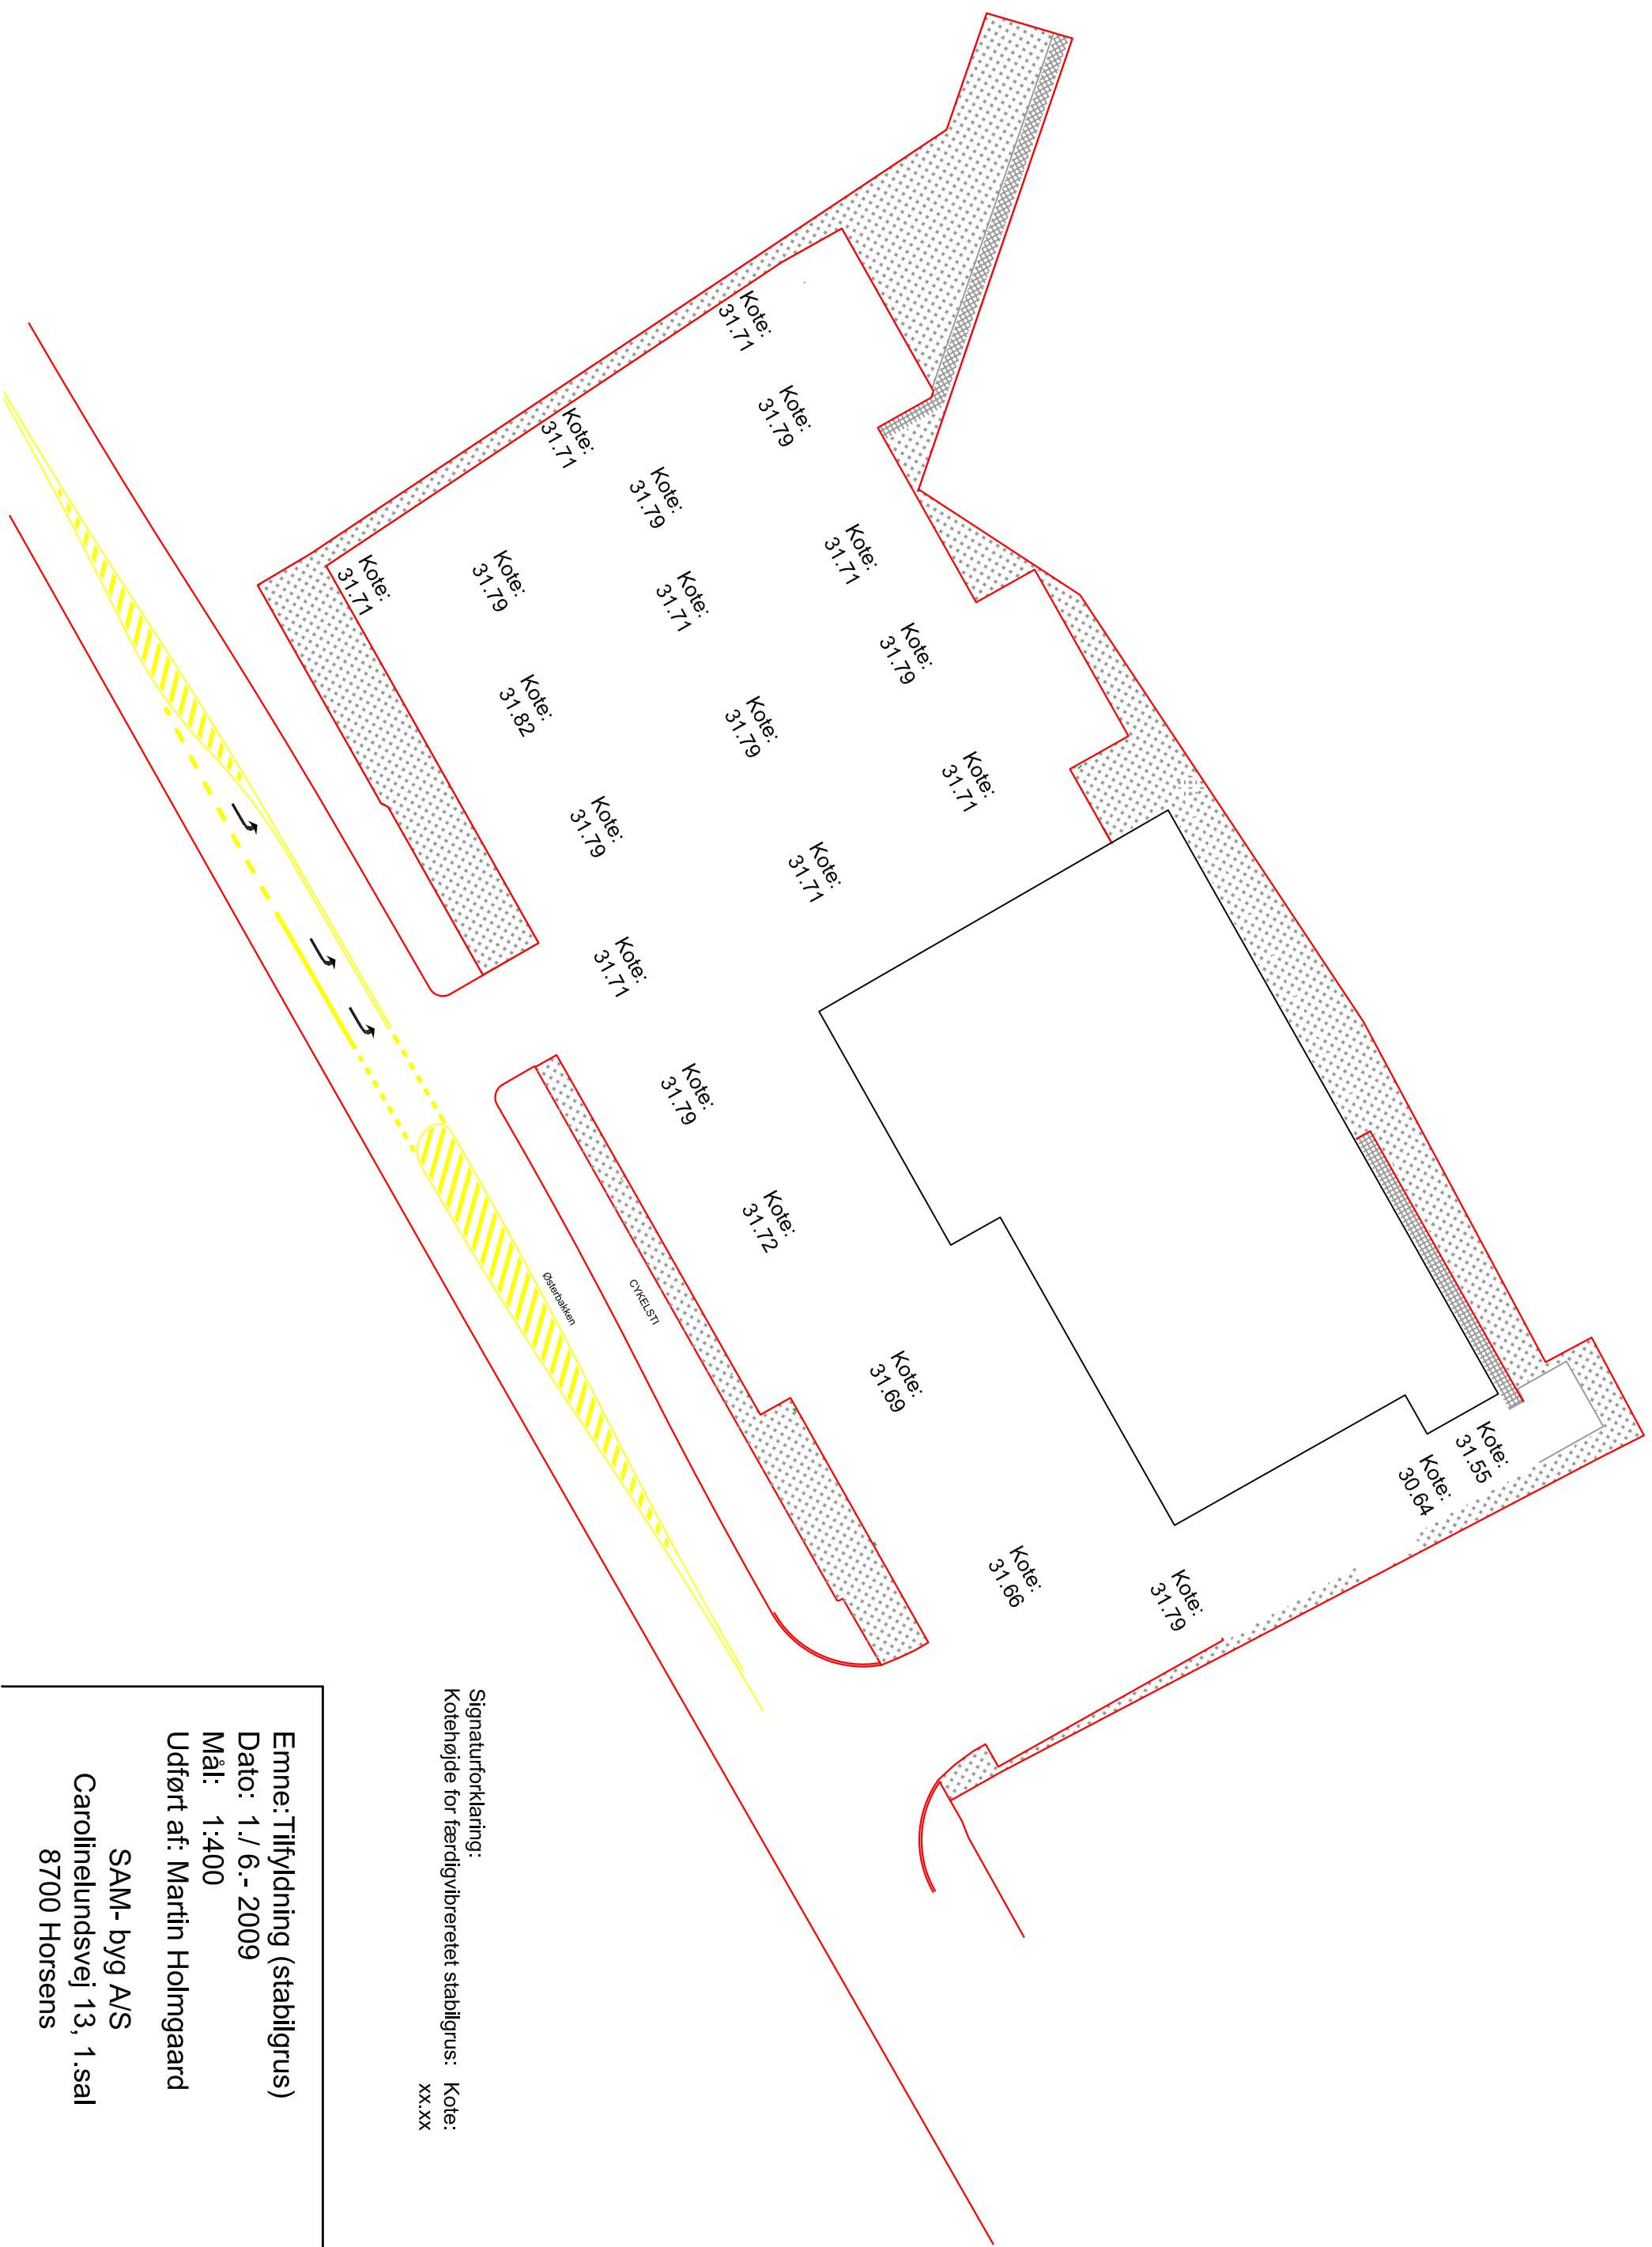 Kote:
31.71
Kote:
31.79
Kote:
31.71
Kote:
31.79
Kote:
31.71
Kote:
31.79
Kote:
31.71
Kote:
31.79
Kote:
31.71
Kote:
31.82
Kote:
31.79
Kote:
31.71
Kote:
31.79
Kote:
31.71
Kote:
31.71
Kote:
31.79
Kote:
31.72
Kote:
31.69
Kote:
31.55
Kote:
30.64
Kote:
31.66
Kote:
31.79
CYKELSTI
Østerbakken
Signaturforklaring:
Kotehøjde for færdigvibreretet stabilgrus: Kote:
xx.xx
Emne:Tilfyldning (stabilgrus)
Dato: 1./ 6.- 2009
Mål: 1:400
Udført af: Martin Holmgaard
SAM- byg A/S
Carolinelundsvej 13, 1.sal
8700 Horsens